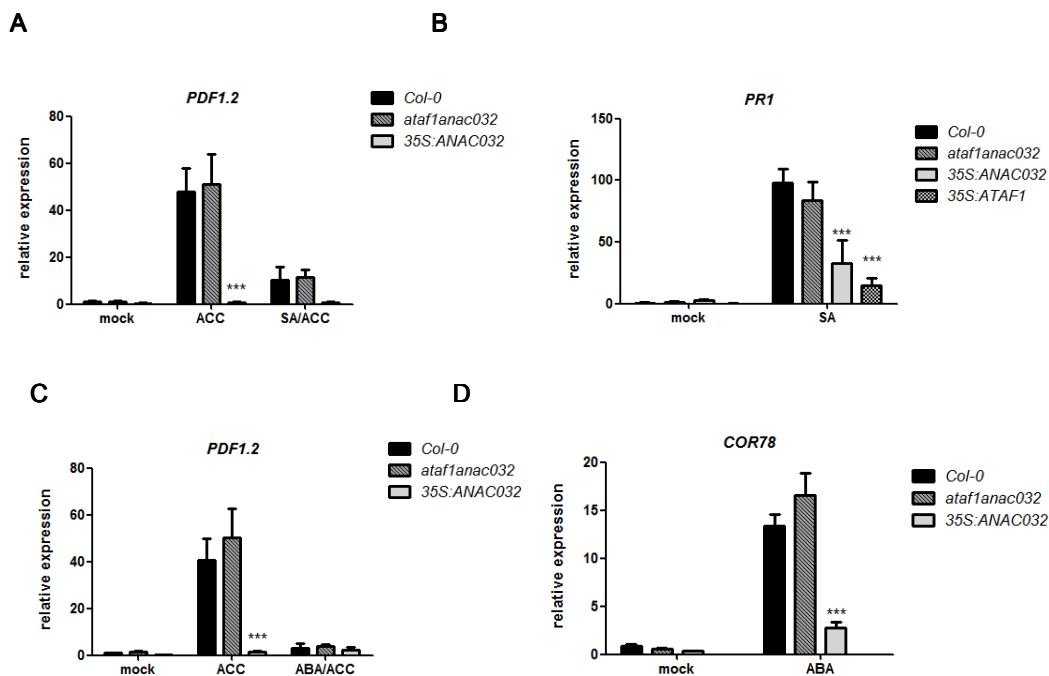 A
PDF1.2
Col-0
ataf1anac032
35S:ANAC032
relative expression
80
60
40
20
0
***
mock
ACC
SA/ACC
B
PR1
Col-0
ataf1anac032
35S:ANAC032
35S:ATAF1
relative expression
150
100
50
0
***
***
mock
SA
C
PDF1.2
Col-0
ataf1anac032
35S:ANAC032
relative expression
80
60
40
20
0
***
mock
ACC
ABA/ACC
D
COR78
Col-0
ataf1anac032
35S:ANAC032
relative expression
20
15
10
5
0
***
mock
ABA